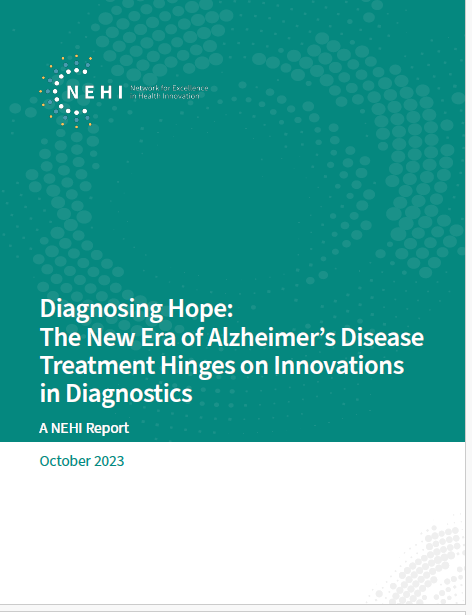 NEHI
Network for Excellence
in Health Innovation
Diagnosing Hope:
The New Era of Alzheimer’s Disease
Treatment Hinges on Innovations
in Diagnostics
A NEHI Report
October 2023